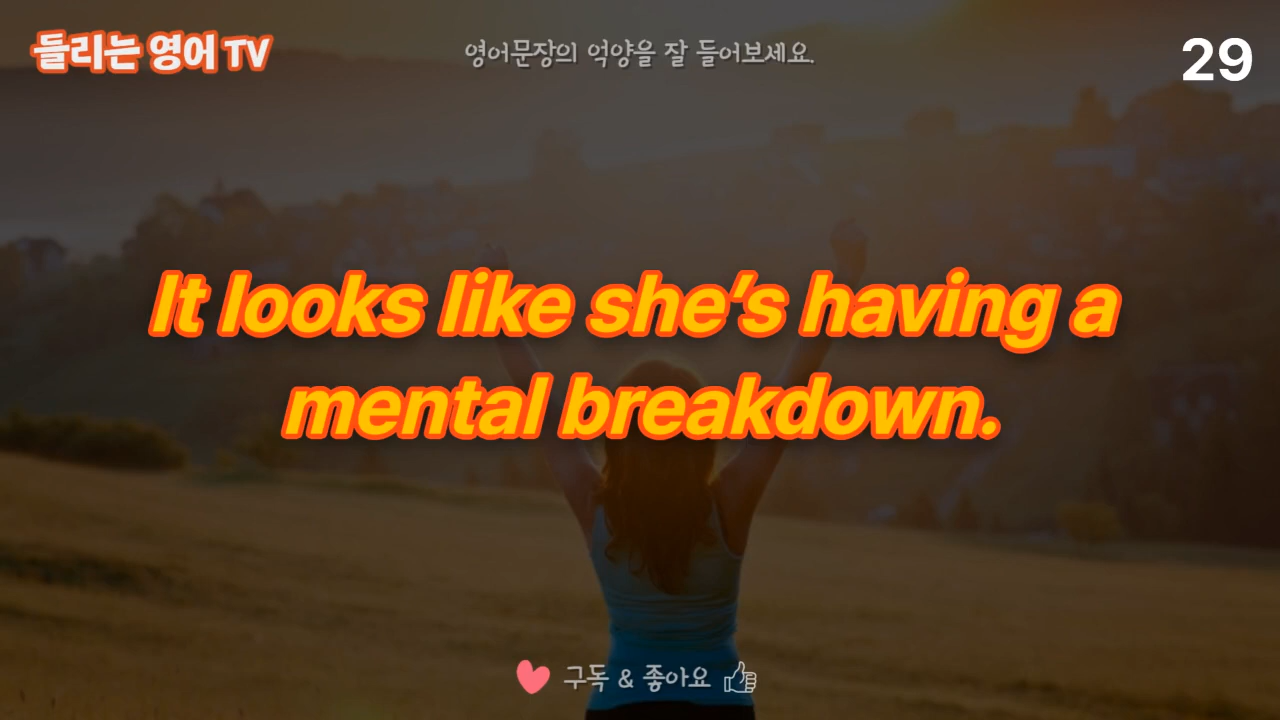 들리는 영어 TV
영어문장의 억양을 잘 들어보세요.
29
It looks like she’s having a
mental breakdown.
구독 & 좋아요